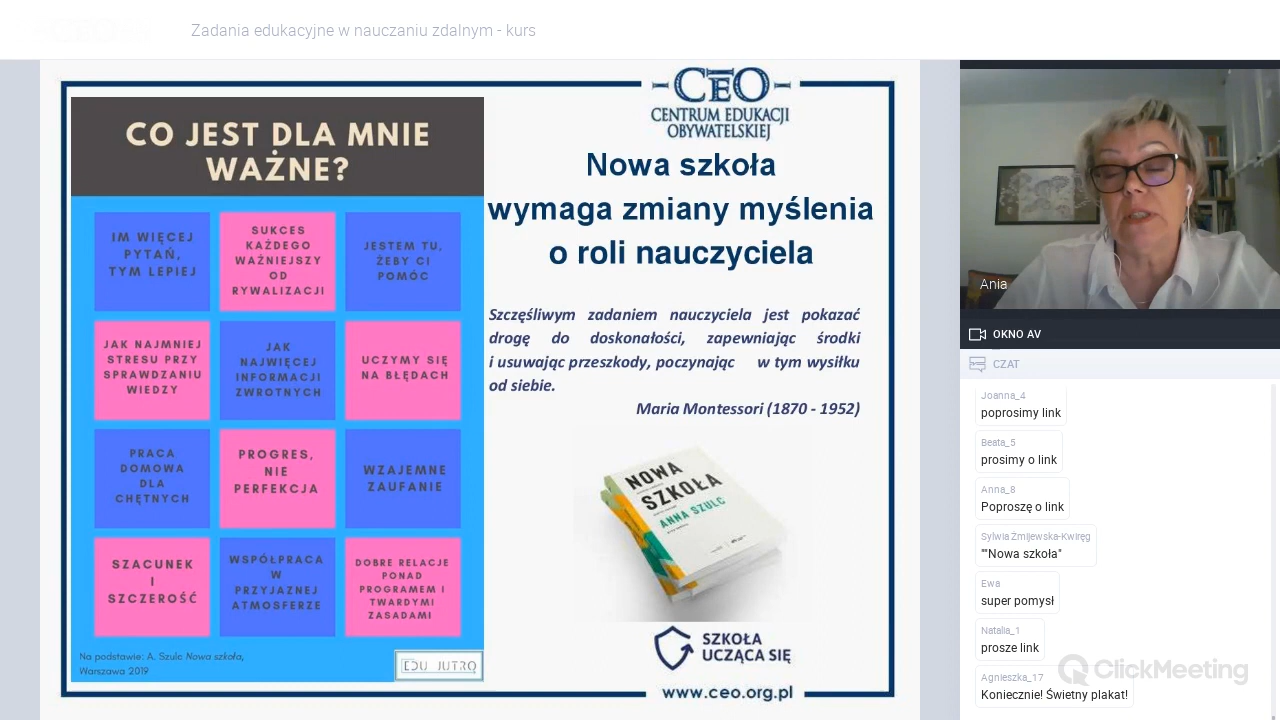 Zadania edukacyjne w nauczaniu zdalnym - kurs
CEO
CENTRUM EDUKACJI
OBYWATELSKIEJ
CO JEST DLA MNIE
WAŻNE?
IM WIĘCEJ
PYTAŃ,
TYM LEPIEJ
SUKCES
KAŻDEGO
WAŻNIEJSZY
OD
RYWALIZACJI
JESTEM TU,
ŻEBY CI
POMÓC
JAK NAJMNIEJ
STRESU PRZY
SPRAWDZANIU
WIEDZY
JAK
NAJWIĘCEJ
INFORMACJI
ZWROTNYCH
UCZYMY SIĘ
NA BŁĘDACH
PRACA
DOMOWA
DLA
CHĘTNYCH
PROGRES,
NIE
PERFEKCJA
WZAJEMNE
ZAUFANIE
SZACUNEK
I
SZCZEROŚĆ
WSPÓŁPRACA
W
PRZYJAZNEJ
ATMOSFERZE
DOBRE RELACJE
PONAD
PROGRAMEM I
TWARDYMI
ZASADAMI
Na podstawie: A. Szulc Nowa szkoła,
Warszawa 2019
EDU JUTRO
Nowa szkoła
wymaga zmiany myślenia
o roli nauczyciela
Szczęśliwym zadaniem nauczyciela jest pokazać
drogę do doskonałości, zapewniając środki
i usuwając przeszkody, poczynając w tym wysiłku
od siebie.
Maria Montessori (1870 - 1952)
NOWA
SZKOŁA
ANNA SZULC
SZKOŁA
UCZĄCA SIĘ
www.ceo.org.pl
Ania
OKNO AV
CZAT
Joanna_4
poprosimy link
Beata_5
prosimy o link
Anna_8
Poproszę o link
Sylwia Żmijewska-Kwiręg
""Nowa szkoła"
Ewa
super pomysł
Natalia_1
prosze link
Agnieszka_17
Koniecznie! Świetny plakat!
ClickMeeting